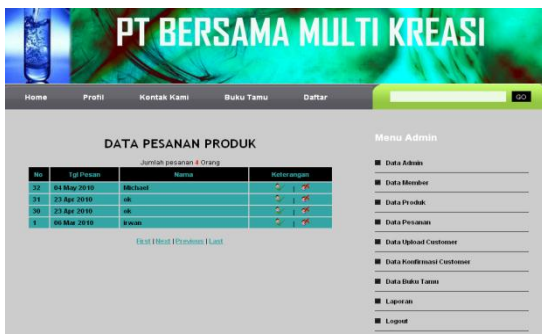 PT BERSAMA MULTI KREASI
Home Profil Kontak Kami Buku Tamu Daftar GO
DATA PESANAN PRODUK
Jumlah pesanan 4 Orang
No Tgl Pesan Nama Keterangan
32 04 May 2010 Michael |
31 23 Apr 2010 ek |
30 23 Apr 2010 ek |
1 06 Mar 2010 irwan |
First | Next | Previous | Last
Menu Admin
Data Admin
Data Member
Data Produk
Data Pesanan
Data Upload Customer
Data Konfirmasi Customer
Data Buku Tamu
Laporan
Logout